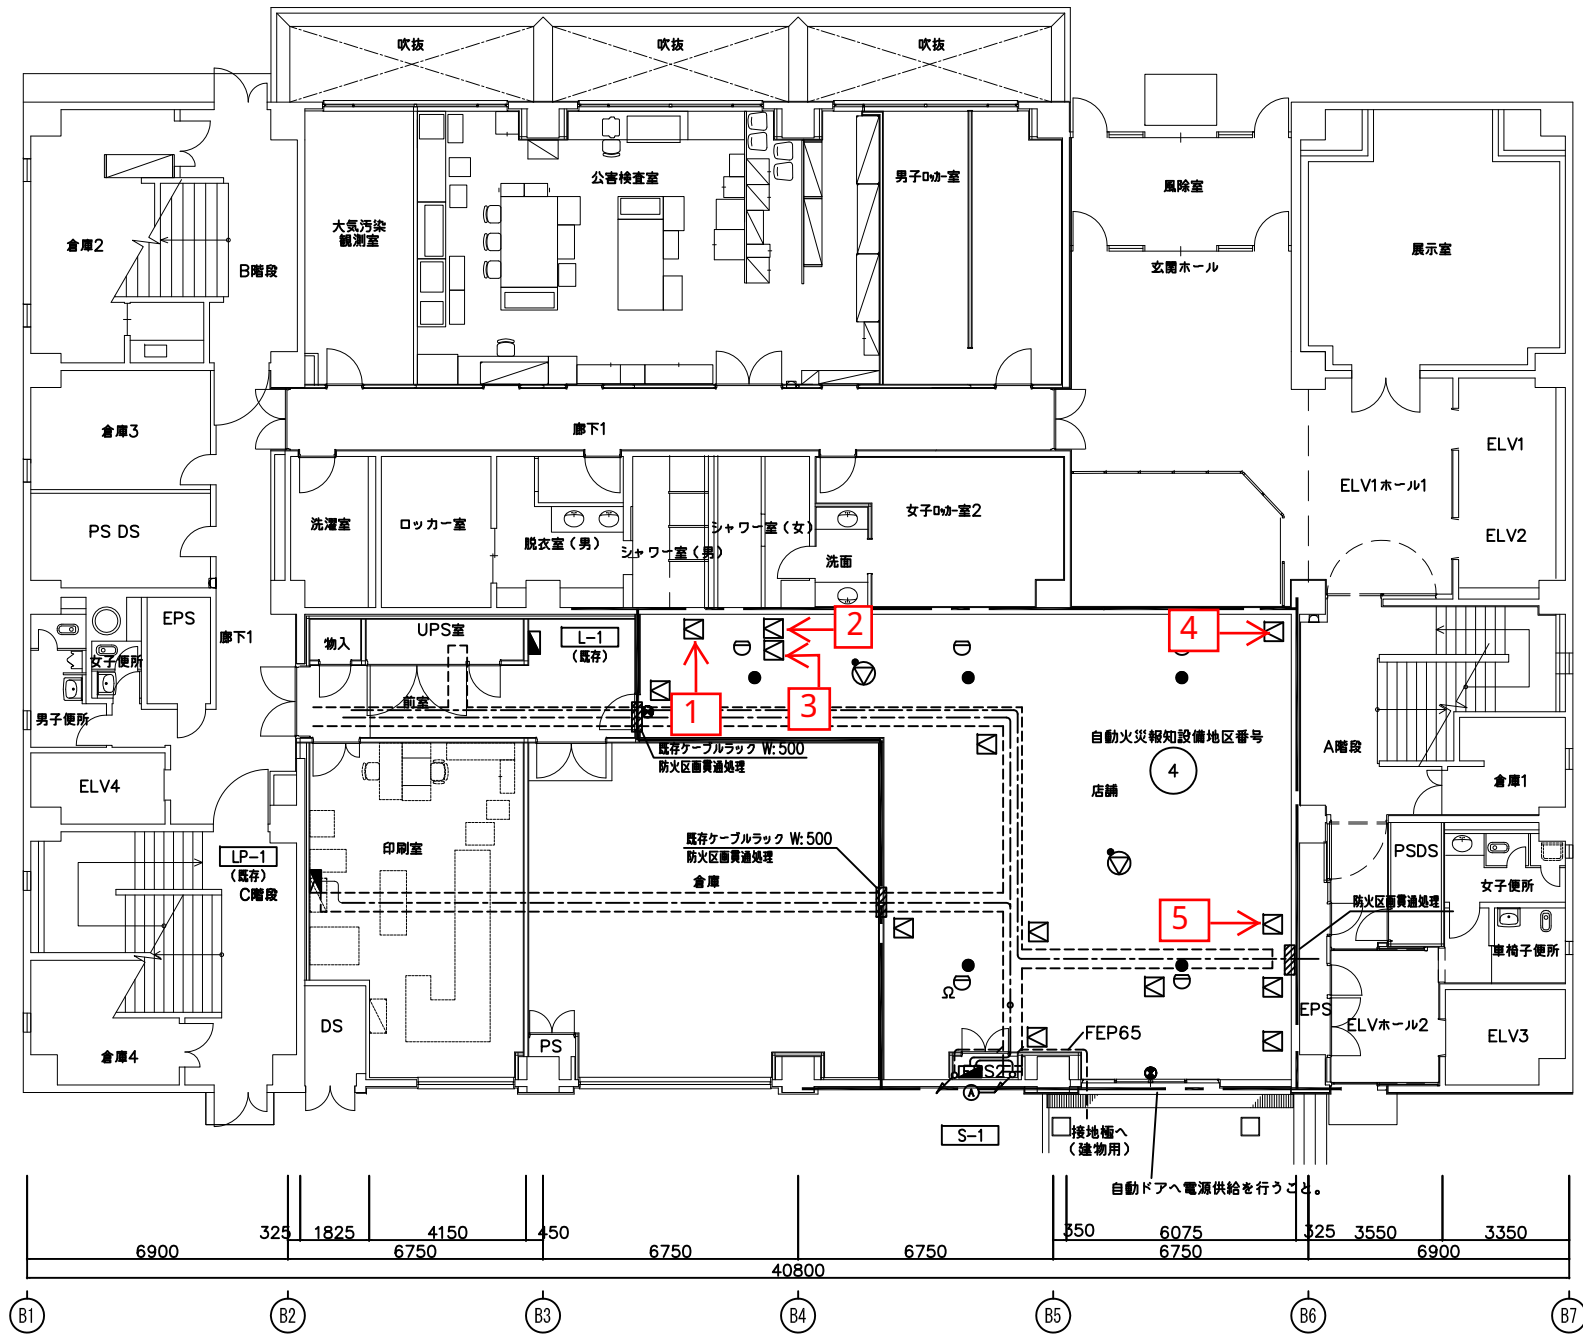 吹抜
吹抜
吹抜
倉庫2
B階段
大気汚染
観測室
公害検査室
男子ロッカー室
風除室
玄関ホール
展示室
倉庫3
廊下1
ELV1
ELV1ホール1
ELV2
PS DS
洗濯室
ロッカー室
脱衣室(男)
シャワー室(男)
シャワー室(女)
洗面
女子ロッカー室2
EPS
廊下1
女子便所
男子便所
物入
UPS室
L-1
(既存)
前室
1
2
3
4
既存ケーブルラック W:500
防火区画貫通処理
自動火災報知設備地区番号
4
店舗
A階段
倉庫1
ELV4
印刷室
既存ケーブルラック W:500
防火区画貫通処理
倉庫
LP-1
(既存)
C階段
PSDS
女子便所
防火区画貫通処理
5
車椅子便所
Ω
倉庫4
DS
PS
FEP65
EPS
ELVホール2
ELV3
A
S-1
接地極へ
(建物用)
自動ドアへ電源供給を行うこと。
325 1825 4150 450 350 6075 325 3550 3350
6900 6750 6750 6750 6750 6900
40800
B1 B2 B3 B4 B5 B6 B7